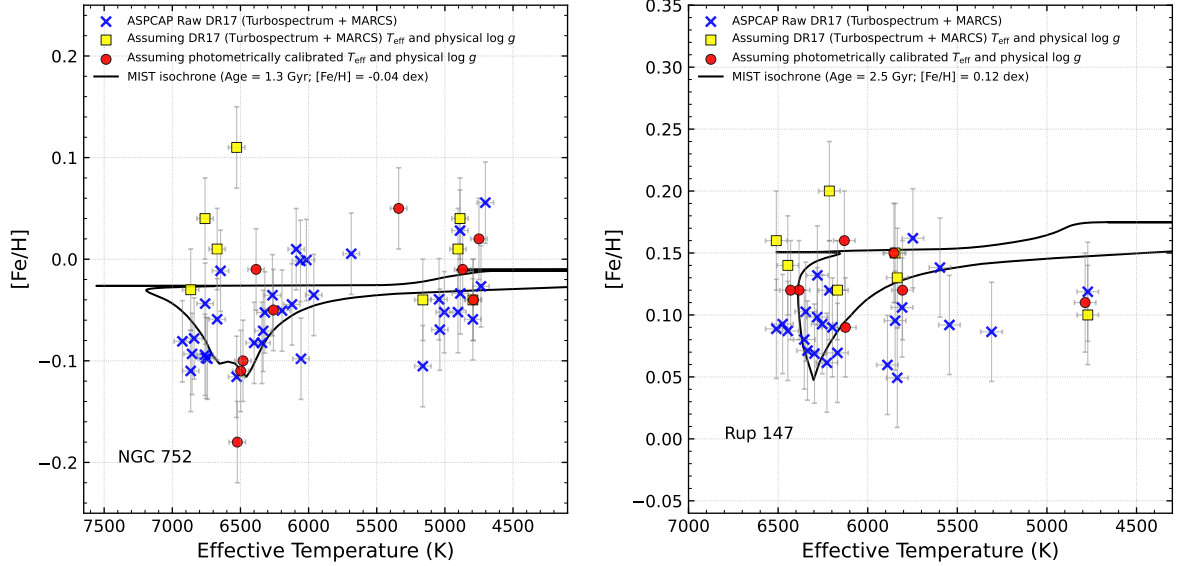 ASPCAP Raw DR17 (Turbospectrum + MARCS)
Assuming DR17 (Turbospectrum + MARCS) Teff and physical log g
Assuming photometrically calibrated Teff and physical log g
MIST isochrone (Age = 1.3 Gyr; [Fe/H] = -0.04 dex)
0.2
0.1
0.0
−0.1
−0.2
[Fe/H]
NGC 752
7500 7000 6500 6000 5500 5000 4500
Effective Temperature (K)
ASPCAP Raw DR17 (Turbospectrum + MARCS)
Assuming DR17 (Turbospectrum + MARCS) Teff and physical log g
Assuming photometrically calibrated Teff and physical log g
MIST isochrone (Age = 2.5 Gyr; [Fe/H] = 0.12 dex)
0.35
0.30
0.25
0.20
0.15
0.10
0.05
0.00
−0.05
[Fe/H]
Rup 147
7000 6500 6000 5500 5000 4500
Effective Temperature (K)